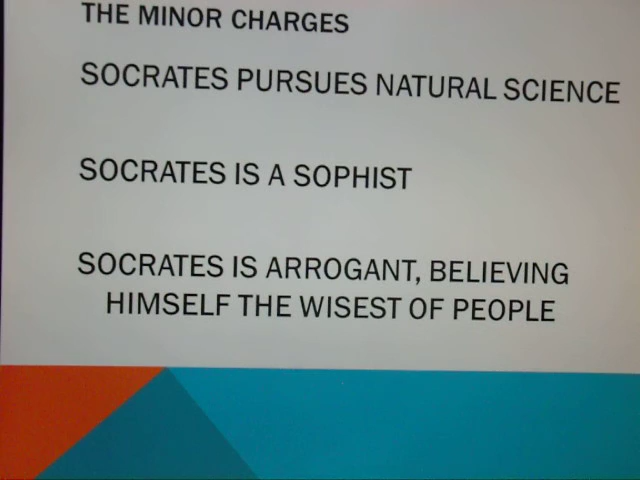 THE MINOR CHARGES
SOCRATES PURSUES NATURAL SCIENCE
SOCRATES IS A SOPHIST
SOCRATES IS ARROGANT, BELIEVING
HIMSELF THE WISEST OF PEOPLE